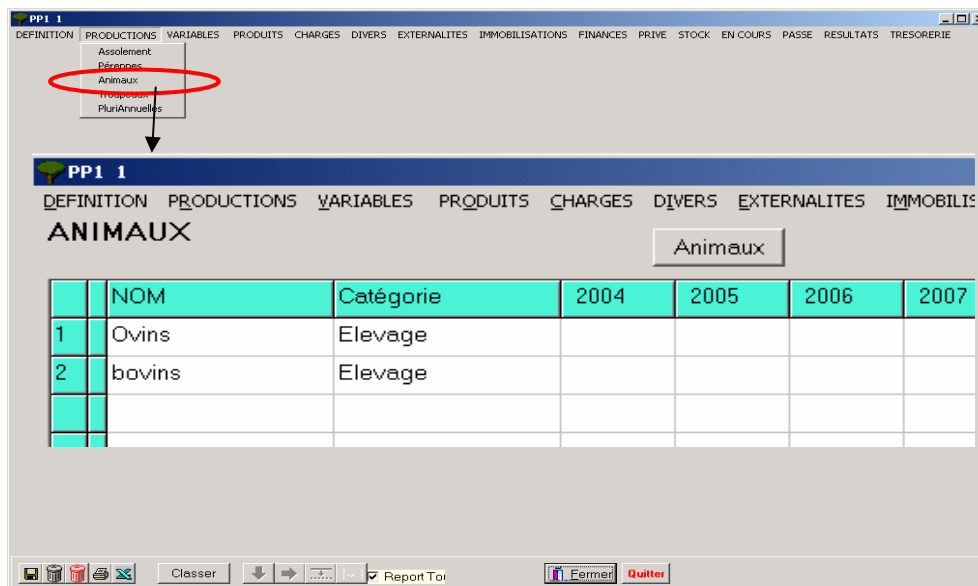 PP1 1
DEFINITION PRODUCTIONS VARIABLES PRODUITS CHARGES DIVERS EXTERNALITES IMMOBILISATIONS FINANCES PRIVE STOCK EN COURS PASSE RESULTATS TRESORERIE
Assolement
Pérennes
Animaux
Troupeaux
PluriAnnuelles
PP1 1
DEFINITION PRODUCTIONS VARIABLES PRODUITS CHARGES DIVERS EXTERNALITES IMMOBILIS
ANIMAUX Animaux
NOM Catégorie 2004 2005 2006 2007
1 Ovins Elevage
2 bovins Elevage
Classer Report Tou Fermer Quitter